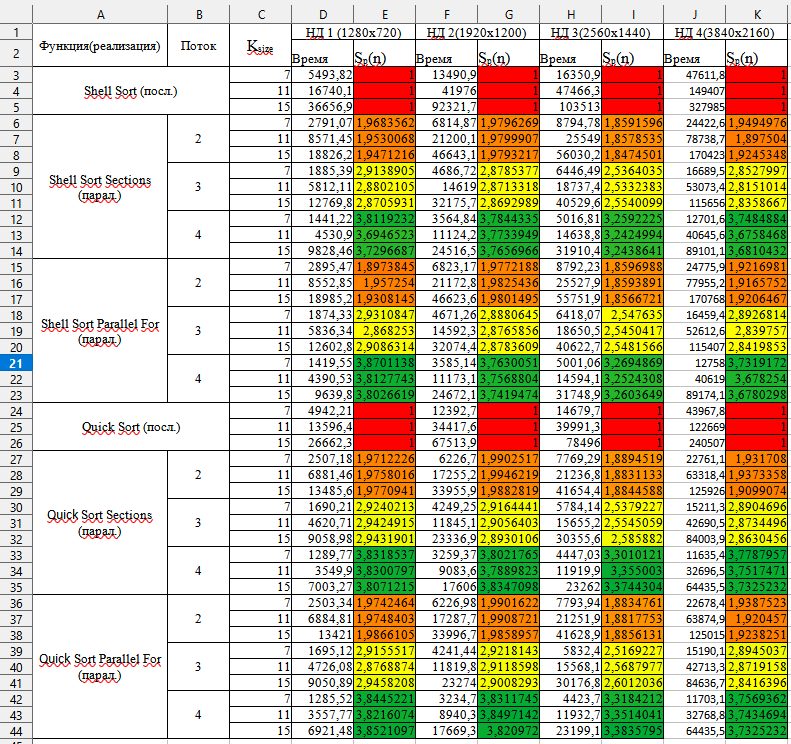 A B C D E F G H I J K
1 Функция(реализация) Поток Ksize НД 1 (1280x720) НД 2(1920x1200) НД 3(2560x1440) НД 4(3840x2160)
2 Время Sp(n) Время Sp(n) Время Sp(n) Время Sp(n)
3 Shell Sort (посл.) 7 5493,82 1 13490,9 1 16350,9 1 47611,8 1
4 11 16740,1 1 41976 1 47466,3 1 149407 1
5 15 36656,9 1 92321,7 1 103513 1 327985 1
6 Shell Sort Sections (парал.) 2 7 2791,07 1,9683562 6814,87 1,9796269 8794,78 1,8591596 24422,6 1,9494976
7 11 8571,45 1,9530068 21200,1 1,9799907 25549 1,8578535 78738,7 1,897504
8 15 18826,2 1,9471216 46643,1 1,9793217 56030,2 1,8474501 170423 1,9245348
9 3 7 1885,39 2,9138905 4686,72 2,8785377 6446,49 2,5364035 16689,5 2,8527997
10 11 5812,11 2,8802105 14619 2,8713318 18737,4 2,5332383 53073,4 2,8151014
11 15 12769,8 2,8705931 32175,7 2,8692989 40529,6 2,5540099 115656 2,8358667
12 4 7 1441,22 3,8119232 3564,84 3,7844335 5016,81 3,2592225 12701,6 3,7484884
13 11 4530,9 3,6946523 11124,2 3,7733949 14638,8 3,2424994 40645,6 3,6758468
14 15 9828,46 3,7296687 24516,5 3,7656966 31910,4 3,2438641 89101,1 3,6810432
15 Shell Sort Parallel For (парал.) 2 7 2895,47 1,8973845 6823,17 1,9772188 8792,23 1,8596988 24775,9 1,9216981
16 11 8552,85 1,957254 21172,8 1,9825436 25527,9 1,8593891 77955,2 1,9165752
17 15 18985,2 1,9308145 46623,6 1,9801495 55751,9 1,8566721 170768 1,9206467
18 3 7 1874,33 2,9310847 4671,26 2,8880645 6418,07 2,547635 16459,4 2,8926814
19 11 5836,34 2,868253 14592,3 2,8765856 18650,5 2,5450417 52612,6 2,839757
20 15 12602,8 2,9086314 32074,4 2,8783609 40622,7 2,5481566 115407 2,8419853
21 4 7 1419,55 3,8701138 3585,14 3,7630051 5001,06 3,2694869 12758 3,7319172
22 11 4390,53 3,8127743 11173,1 3,7568804 14594,1 3,2524308 40619 3,678254
23 15 9639,8 3,8026619 24672,1 3,7419474 31748,9 3,2603649 89174,1 3,6780298
24 Quick Sort (посл.) 7 4942,21 1 12392,7 1 14679,7 1 43967,8 1
25 11 13596,4 1 34417,6 1 39991,3 1 122669 1
26 15 26662,3 1 67513,9 1 78496 1 240507 1
27 Quick Sort Sections (парал.) 2 7 2507,18 1,9712226 6226,7 1,9902517 7769,29 1,8894519 22761,1 1,931708
28 11 6881,46 1,9758016 17255,2 1,9946219 21236,8 1,8831133 63318,4 1,9373358
29 15 13485,6 1,9770941 33955,9 1,9882819 41654,4 1,8844588 125926 1,9099074
30 3 7 1690,21 2,9240213 4249,25 2,9164441 5784,14 2,5379227 15211,3 2,8904696
31 11 4620,71 2,9424915 11845,1 2,9056403 15655,2 2,5545059 42690,5 2,8734496
32 15 9058,98 2,9431901 23336,9 2,8930106 30355,6 2,585882 84003,9 2,8630456
33 4 7 1289,77 3,8318537 3259,37 3,8021765 4447,03 3,3010121 11635,4 3,7787957
34 11 3549,9 3,8300797 9083,6 3,7889823 11919,9 3,355003 32696,5 3,7517471
35 15 7003,27 3,8071215 17606 3,8347098 23262 3,3744304 64435,5 3,7325232
36 Quick Sort Parallel For (парал.) 2 7 2503,34 1,9742464 6226,98 1,9901622 7793,94 1,8834761 22678,4 1,9387523
37 11 6884,81 1,9748403 17287,7 1,9908721 21251,9 1,8817753 63874,9 1,920457
38 15 13421 1,9866105 33996,7 1,9858957 41628,9 1,8856131 125015 1,9238251
39 3 7 1695,12 2,9155517 4241,44 2,9218143 5832,4 2,5169227 15190,1 2,8945037
40 11 4726,08 2,8768874 11819,8 2,9118598 15568,1 2,5687977 42713,3 2,8719158
41 15 9050,89 2,9458208 23274 2,9008293 30176,8 2,6012036 84636,7 2,8416396
42 4 7 1285,52 3,8445221 3234,7 3,8311745 4423,7 3,3184212 11703,1 3,7569362
43 11 3557,77 3,8216074 8940,3 3,8497142 11932,7 3,3514041 32768,8 3,7434694
44 15 6921,48 3,8521097 17669,3 3,820972 23199,1 3,3835795 64435,5 3,7325232